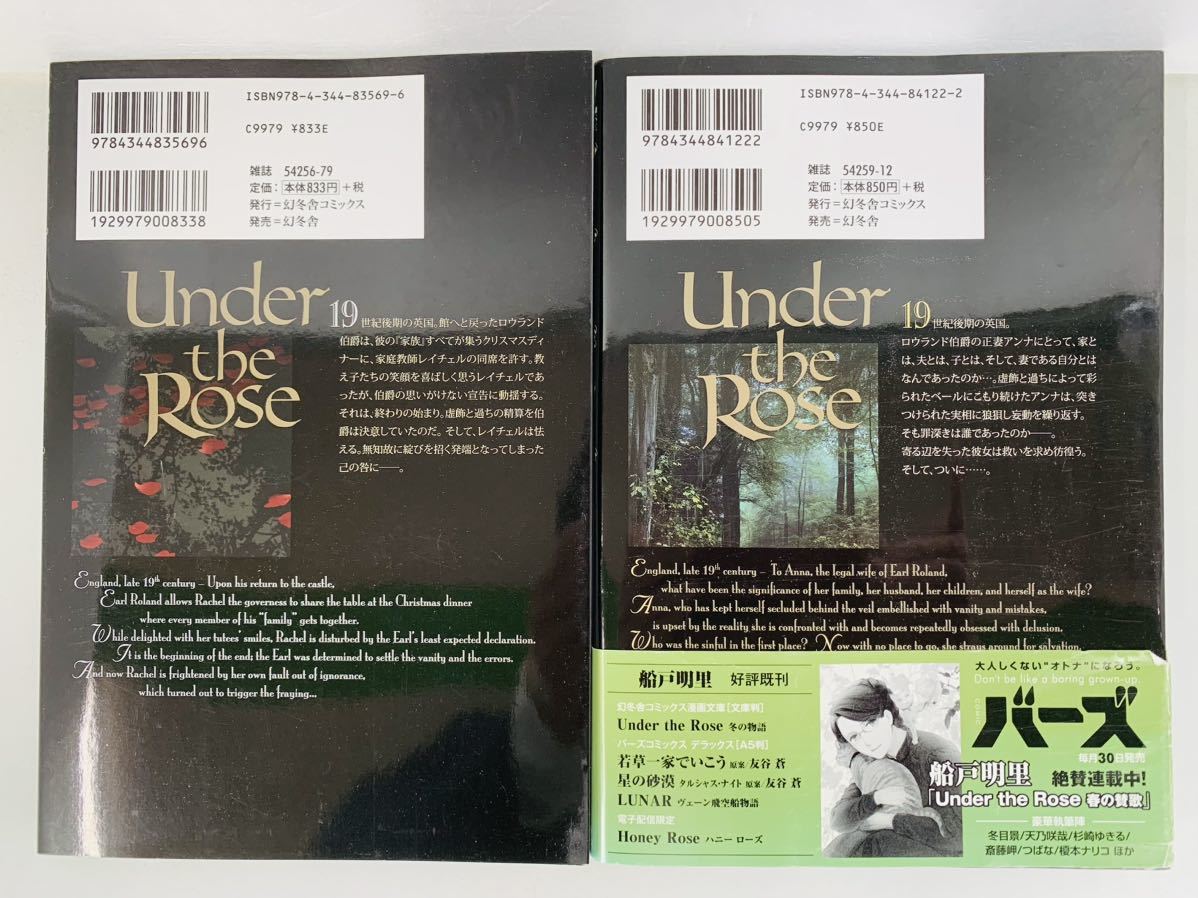 ISBN978-4-344-83569-6
9784344835696
C9979 ¥833E
雑誌 54256-79
定価：本体833円+税
発行＝幻冬舎コミックス
発売＝幻冬舎
1929979008338
Under
the
Rose
19世紀後期の英国。館へと戻ったロウランド
伯爵は、彼の『家族』すべてが集うクリスマスディ
ナーに、家庭教師レイチェルの同席を許す。教
え子たちの笑顔を喜ばしく思うレイチェルであ
ったが、伯爵の思いがけない宣告に動揺する。
それは、終わりの始まり。虚飾と過ちの精算を伯
爵は決意していたのだ。そして、レイチェルは怯
える。無知故に綻びを招く発端となってしまった
己の咎に──。
England, late 19th century – Upon his return to the castle,
Earl Roland allows Rachel the governess to share the table at the Christmas dinner
where every member of his "family" gets together.
While delighted with her tutees' smiles, Rachel is disturbed by the Earl's least expected declaration.
It is the beginning of the end; the Earl was determined to settle the vanity and the errors.
And now Rachel is frightened by her own fault out of ignorance,
which turned out to trigger the fraying...
ISBN978-4-344-84122-2
9784344841222
C9979 ¥850E
雑誌 54259-12
定価：本体850円+税
発行＝幻冬舎コミックス
発売＝幻冬舎
1929979008505
Under
the
Rose
19世紀後期の英国。
ロウランド伯爵の正妻アンナにとって、家と
は、夫とは、子とは、そして、妻である自分とは
なんであったのか…。虚飾と過ちによって彩
られたベールにこもり続けたアンナは、突き
つけられた実相に狼狽し妄動を繰り返す。
そも罪深きは誰であったのか──。
寄る辺を失った彼女は救いを求め彷徨う。
そして、ついに……。
England, late 19th century – To Anna, the legal wife of Earl Roland,
what have been the significance of her family, her husband, her children, and herself as the wife?
Anna, who has kept herself secluded behind the veil embellished with vanity and mistakes,
is upset by the reality she is confronted with and becomes repeatedly obsessed with delusion.
Who was the sinful in the first place? Now with no place to go, she strays around for salvation.
船戸明里 好評既刊
幻冬舎コミックス漫画文庫［文庫判］
Under the Rose 冬の物語
バーズコミックス デラックス［A5判］
若草一家でいこう 原案 友谷 蒼
星の砂漠 タルシャス・ナイト 原案 友谷 蒼
LUNAR ヴェーン飛空船物語
電子配信限定
Honey Rose ハニー ローズ
大人しくない"オトナ"になろう。
Don't be like a boring grown-up.
COMIC
バーズ
毎月30日発売
船戸明里 絶賛連載中!
「Under the Rose 春の賛歌」
豪華執筆陣
冬目景/天乃咲哉/杉崎ゆきる/
斎藤岬/つばな/榎本ナリコ ほか